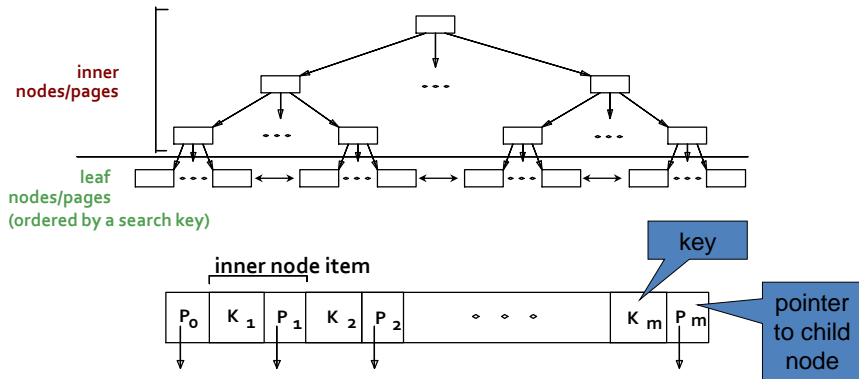 inner
nodes/pages
leaf
nodes/pages
(ordered by a search key)
key
inner node item
P0 K1 P1 K2 P2 Km Pm
pointer
to child
node